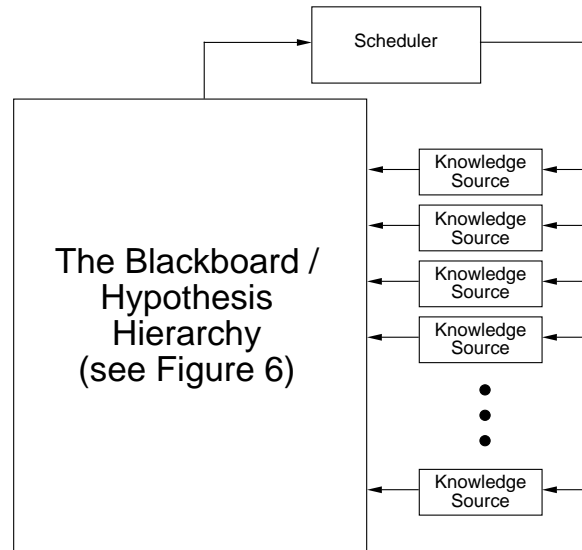 Scheduler
The Blackboard /
Hypothesis
Hierarchy
(see Figure 6)
Knowledge
Source
Knowledge
Source
Knowledge
Source
Knowledge
Source
Knowledge
Source